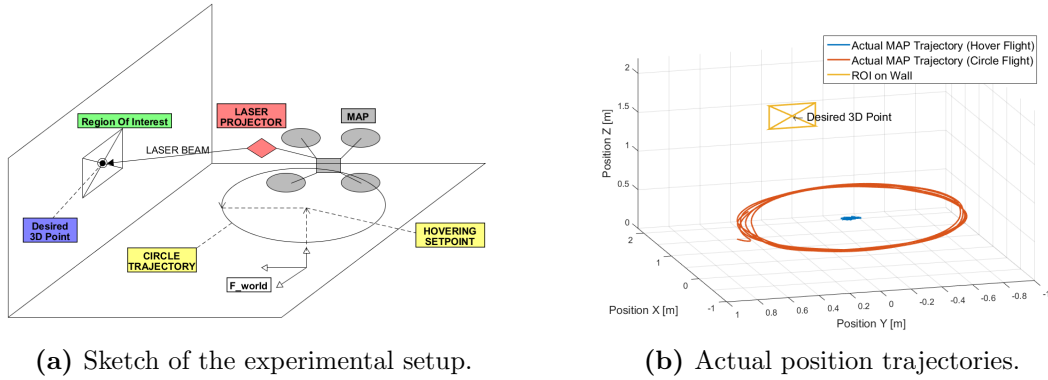 Region Of Interest
LASER
PROJECTOR
MAP
LASER BEAM
Desired
3D Point
CIRCLE
TRAJECTORY
HOVERING
SETPOINT
F_world
(a) Sketch of the experimental setup.
Actual MAP Trajectory (Hover Flight)
Actual MAP Trajectory (Circle Flight)
ROI on Wall
Desired 3D Point
Position Z [m]
2
1.5
1
0.5
0
2
1
0
-1
Position X [m]
1
0.8
0.6
0.4
0.2
0
-0.2
-0.4
-0.6
-0.8
-1
Position Y [m]
(b) Actual position trajectories.